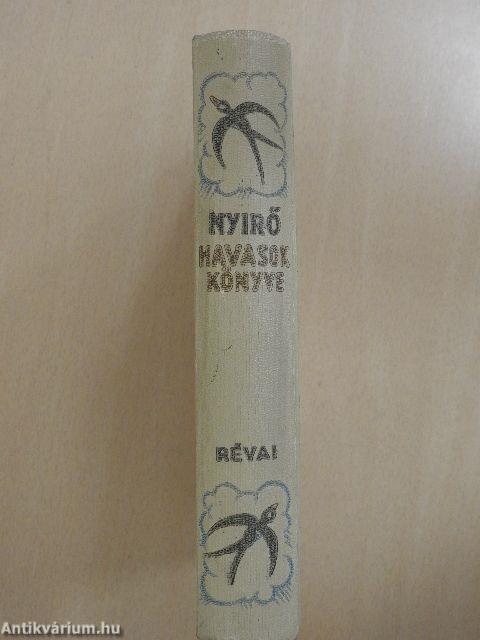 NYIRŐ
HAVASOK
KÖNYVE
RÉVAI
Antikvárium.hu